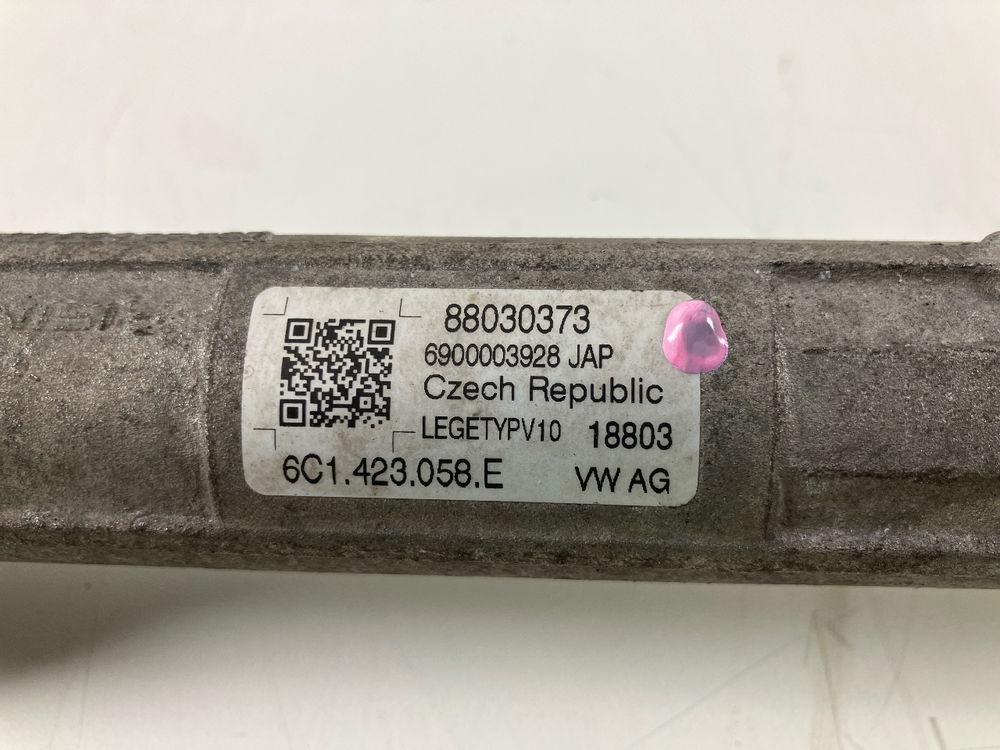 88030373
6900003928 JAP
Czech Republic
LEGETYPV10 18803
6C1.423.058.E VW AG